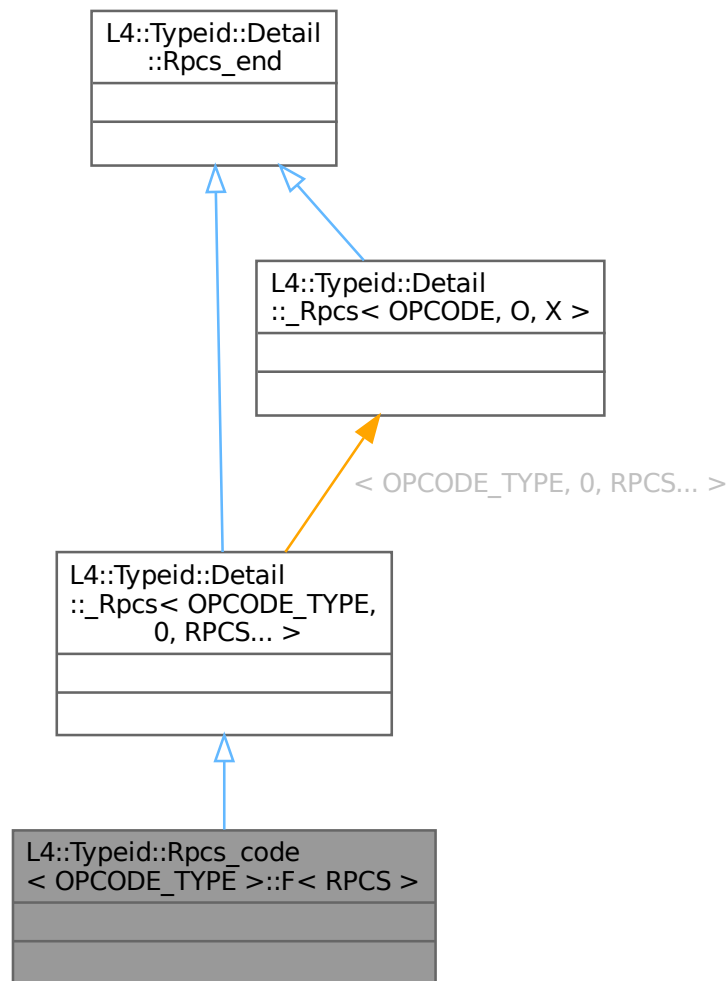 L4::Typeid::Detail
::Rpcs_end
L4::Typeid::Detail
::_Rpcs< OPCODE, O, X >
< OPCODE_TYPE, 0, RPCS... >
L4::Typeid::Detail
::_Rpcs< OPCODE_TYPE,
0, RPCS... >
L4::Typeid::Rpcs_code
< OPCODE_TYPE >::F< RPCS >